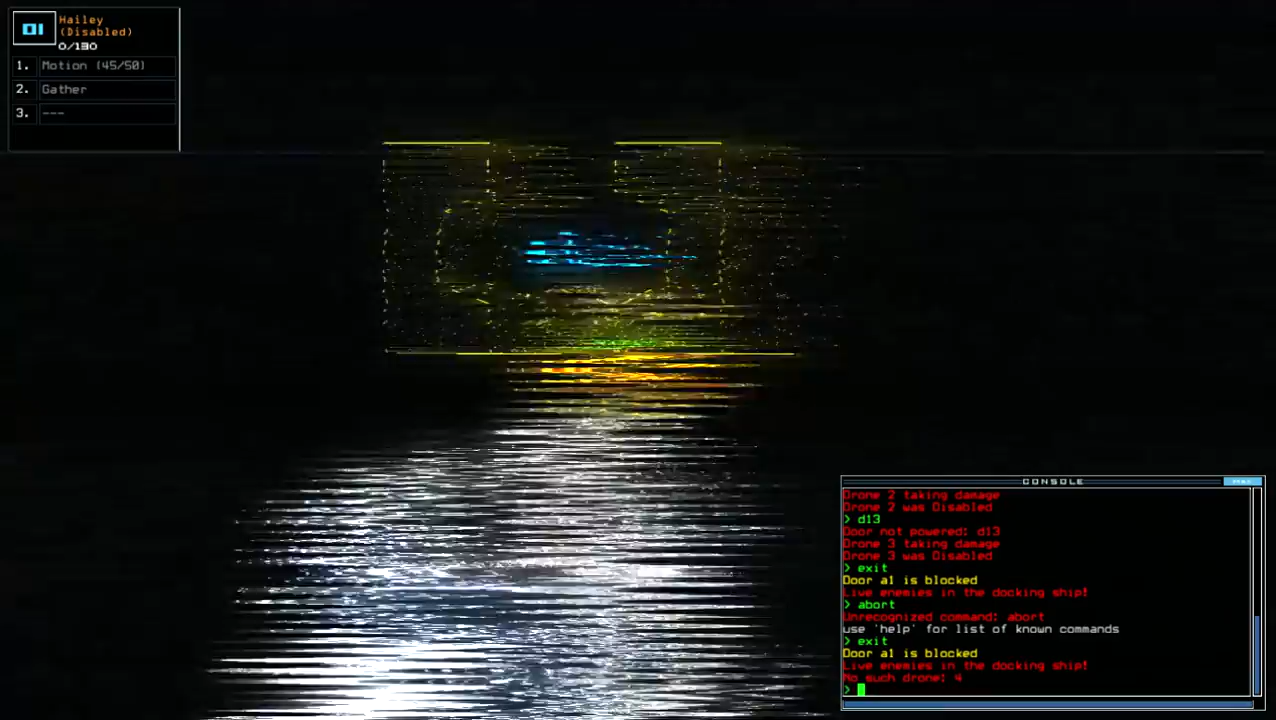 01
Hailey
(Disabled)
0/130
1. Motion (45/50)
2. Gather
3. ---
CONSOLE
Drone 2 taking damage
Drone 2 was Disabled
> d13
Door not powered: d13
Drone 3 taking damage
Drone 3 was Disabled
> exit
Door a1 is blocked
Live enemies in the docking ship!
> abort
Unrecognized command: abort
use 'help' for list of known commands
> exit
Door a1 is blocked
Live enemies in the docking ship!
No such drone: 4
>